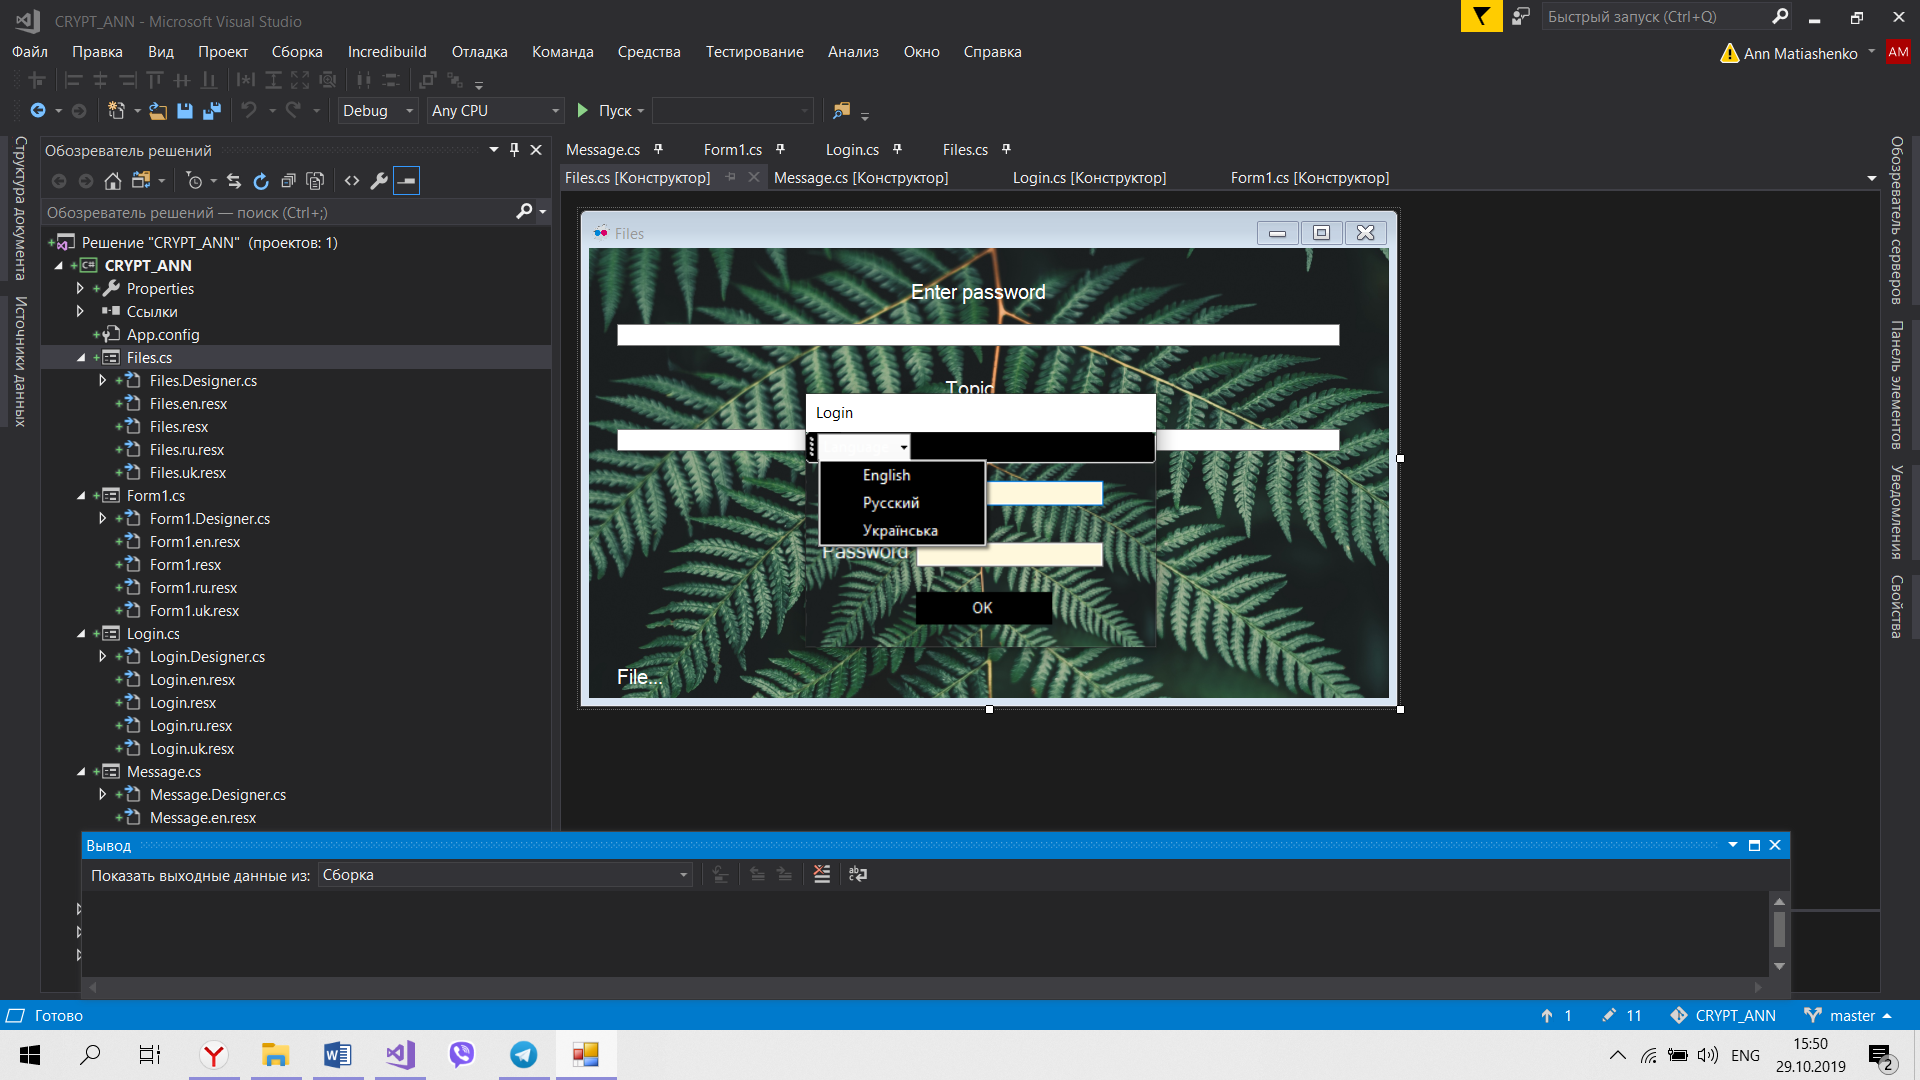 CRYPT_ANN - Microsoft Visual Studio
Быстрый запуск (Ctrl+Q)
Файл Правка Вид Проект Сборка Incredibuild Отладка Команда Средства Тестирование Анализ Окно Справка
Ann Matiashenko AM
Debug Any CPU Пуск
Структура документа
Источники данных
Обозреватель решений
Обозреватель решений — поиск (Ctrl+;)
Решение "CRYPT_ANN" (проектов: 1)
CRYPT_ANN
Properties
Ссылки
App.config
Files.cs
Files.Designer.cs
Files.en.resx
Files.resx
Files.ru.resx
Files.uk.resx
Form1.cs
Form1.Designer.cs
Form1.en.resx
Form1.resx
Form1.ru.resx
Form1.uk.resx
Login.cs
Login.Designer.cs
Login.en.resx
Login.resx
Login.ru.resx
Login.uk.resx
Message.cs
Message.Designer.cs
Message.en.resx
Message.cs Form1.cs Login.cs Files.cs
Files.cs [Конструктор] Message.cs [Конструктор] Login.cs [Конструктор] Form1.cs [Конструктор]
Files
Enter password
Topic
Login
English
Русский
Українська
Password
OK
File...
Обозреватель серверов
Панель элементов
Уведомления
Свойства
Вывод
Показать выходные данные из: Сборка
Готово
1 11 CRYPT_ANN master
ENG
15:50
29.10.2019
2